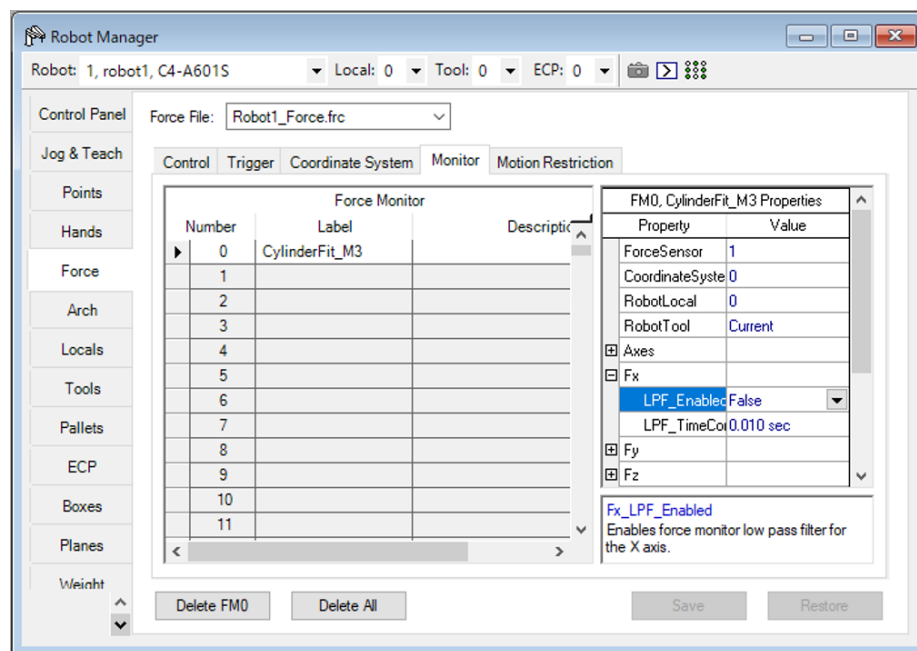 Robot Manager
Robot: 1, robot1, C4-A601S Local: 0 Tool: 0 ECP: 0
Control Panel
Jog & Teach
Points
Hands
Force
Arch
Locals
Tools
Pallets
ECP
Boxes
Planes
Weight
Force File: Robot1_Force.frc
Control Trigger Coordinate System Monitor Motion Restriction
Force Monitor
Number Label Descriptic
0 CylinderFit_M3
1
2
3
4
5
6
7
8
9
10
11
FM0, CylinderFit_M3 Properties
Property Value
ForceSensor 1
CoordinateSyste 0
RobotLocal 0
RobotTool Current
Axes
Fx
LPF_Enabled False
LPF_TimeCo 0.010 sec
Fy
Fz
Fx_LPF_Enabled
Enables force monitor low pass filter for
the X axis.
Delete FM0 Delete All Save Restore